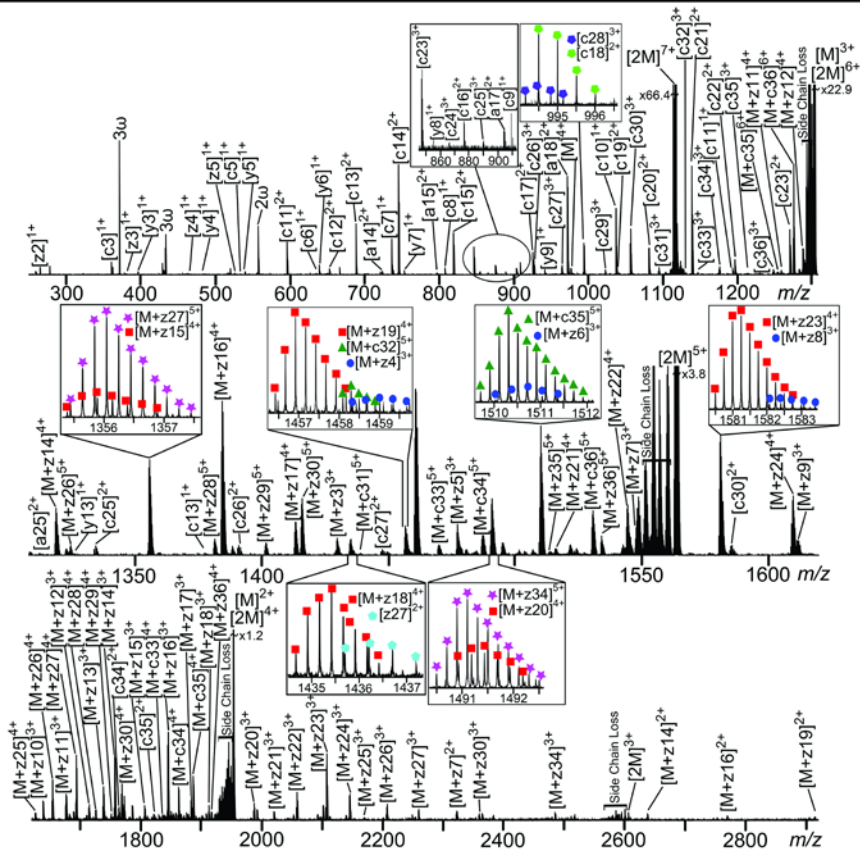 [z2]¹⁺
[c3]¹⁺
3ω
[z3]¹⁺
[y3]¹⁺
3ω
[z4]¹⁺
[y4]¹⁺
[z5]¹⁺
[c5]¹⁺
[y5]¹⁺
2ω
[c11]²⁺
[c6]¹⁺
[y6]¹⁺
[c12]²⁺
[c13]²⁺
[a14]²⁺
[c7]¹⁺
[c14]²⁺
[y7]¹⁺
[a15]²⁺
[c8]¹⁺
[c15]²⁺
[c23]³⁺
[y8]¹⁺
[c24]³⁺
[c16]²⁺
[c25]³⁺
[a17]²⁺
[c9]¹⁺
860 880 900
[c28]³⁺
[c18]²⁺
995 996
[c17]²⁺
[c26]³⁺
[y9]¹⁺
[a18]²⁺
[c27]³⁺
[M]⁴⁺
[c29]³⁺
[c10]¹⁺
[c19]²⁺
[c30]³⁺
[c20]²⁺
[c31]³⁺
[2M]⁷⁺
x66.4
[c32]³⁺
[c21]²⁺
[c33]³⁺
[c34]³⁺
[c11]¹⁺
[c22]²⁺
[c35]³⁺
[M+c35]⁶⁺
[c36]³⁺
[M+z11]⁴⁺
[M+c36]⁶⁺
[c23]²⁺
[M+z12]⁴⁺
Side Chain Loss
[M]³⁺
[2M]⁶⁺
x22.9
300 400 500 600 700 800 900 1000 1100 1200 m/z
[M+z27]⁵⁺
[M+z15]⁴⁺
1356 1357
[M+z19]⁴⁺
[M+c32]⁵⁺
[M+z4]³⁺
1457 1458 1459
[M+c35]⁵⁺
[M+z6]³⁺
1510 1511 1512
[M+z23]⁴⁺
[M+z8]³⁺
1581 1582 1583
[a25]²⁺
[M+z14]⁴⁺
[M+z26]⁵⁺
[y13]¹⁺
[c25]²⁺
[c13]¹⁺
[M+z28]⁵⁺
[M+z16]⁴⁺
[c26]²⁺
[M+z29]⁵⁺
[M+z17]⁴⁺
[M+z30]⁵⁺
[M+z3]³⁺
[M+c31]⁵⁺
[c27]²⁺
[M+c33]⁵⁺
[M+z5]³⁺
[M+c34]⁵⁺
[M+z35]⁵⁺
[M+z21]⁴⁺
[M+c36]⁵⁺
[M+z36]⁵⁺
[M+z22]⁴⁺
[M+z7]³⁺
Side Chain Loss
[2M]⁵⁺
x3.8
[c30]²⁺
[M+z24]⁴⁺
[M+z9]³⁺
1350 1400 1550 1600 m/z
[M+z18]⁴⁺
[z27]²⁺
1435 1436 1437
[M+z34]⁵⁺
[M+z20]⁴⁺
1491 1492
[M+z25]⁴⁺
[M+z10]³⁺
[M+z26]⁴⁺
[M+z27]⁴⁺
[M+z11]³⁺
[M+z12]³⁺
[M+z28]⁴⁺
[M+z13]³⁺
[M+z29]⁴⁺
[M+z14]³⁺
[c34]²⁺
[M+z30]⁴⁺
[M+z15]³⁺
[c35]²⁺
[M+c33]⁴⁺
[M+z16]³⁺
[M+c34]⁴⁺
[M+z17]³⁺
[M+c35]⁴⁺
[M+z18]³⁺
[M+z36]⁴⁺
Side Chain Loss
[M]²⁺
[2M]⁴⁺
x1.2
[M+z20]³⁺
[M+z21]³⁺
[M+z22]³⁺
[M+z23]³⁺
[M+z24]³⁺
[M+z25]³⁺
[M+z26]³⁺
[M+z27]³⁺
[M+z7]²⁺
[M+z30]³⁺
[M+z34]³⁺
Side Chain Loss
[2M]³⁺
[M+z14]²⁺
[M+z16]²⁺
[M+z19]²⁺
1800 2000 2200 2400 2600 2800 m/z